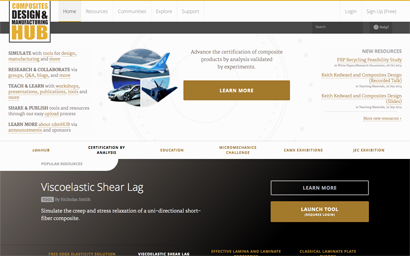 COMPOSITES
DESIGN &
MANUFACTURING
HUB
Home
Resources
Communities
Explore
Support
Login
Sign Up (Free)
Search
Help!
SIMULATE with tools for design, manufacturing and more
RESEARCH & COLLABORATE via groups, Q&A, blogs, and more
TEACH & LEARN with workshops, presentations, publications, tools and more
SHARE & PUBLISH tools and resources through our easy upload process
LEARN MORE about cdmHUB via announcements and sponsors
Advance the certification of composite
products by analysis validated
by experiments.
LEARN MORE
NEW RESOURCES
FRP Recycling Feasibility Study
Keith Kedward and Composites Design
(Recorded Talk)
Keith Kedward and Composites Design
(Slides)
More new resources ›
cdmHUB
CERTIFICATION BY
ANALYSIS
EDUCATION
MICROMECHANICS
CHALLENGE
CAMX EXHIBITIONS
JEC EXHIBITION
POPULAR RESOURCES
Viscoelastic Shear Lag
TOOL By Nicholas Smith
Simulate the creep and stress relaxation of a uni-directional short-
fiber composite.
LEARN MORE
LAUNCH TOOL
(REQUIRES LOGIN)
FREE EDGE ELASTICITY SOLUTION
VISCOELASTIC SHEAR LAG
EFFECTIVE LAMINA AND LAMINATE
CLASSICAL LAMINATE PLATE